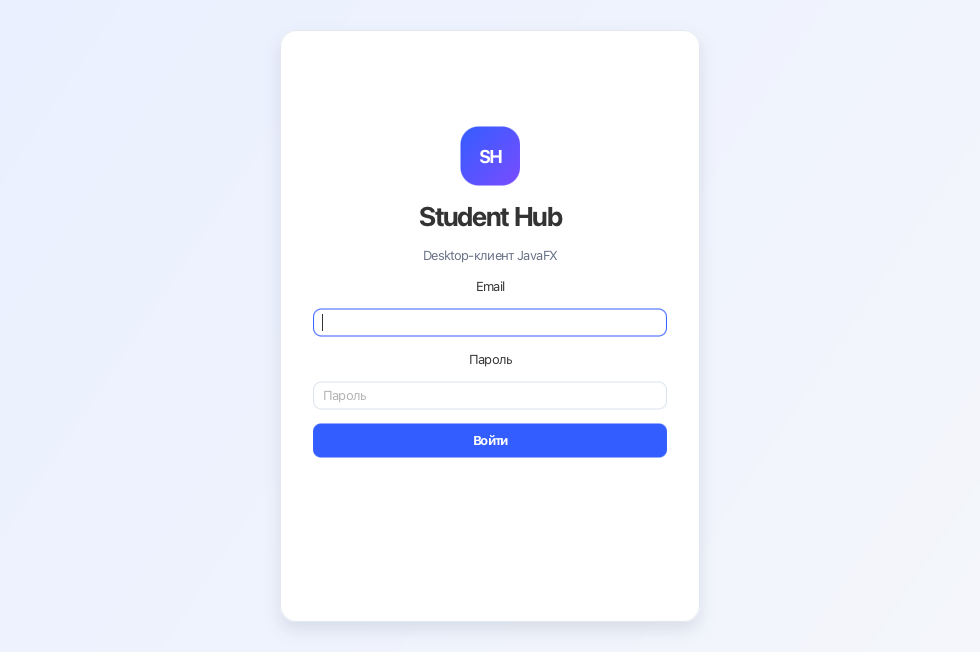 SH
Student Hub
Desktop-клиент JavaFX
Email
Пароль
Пароль
Войти